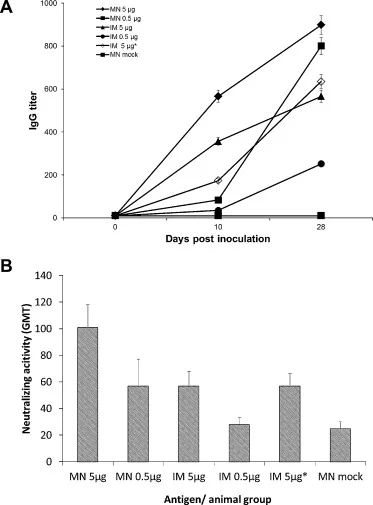 A
1000
800
600
400
200
0
IgG titer
MN 5 µg
MN 0.5 µg
IM 5 µg
IM 0.5 µg
IM 5 µg*
MN mock
0 10 28
Days post inoculation
B
140
120
100
80
60
40
20
0
Neutralizing acitivity (GMT)
MN 5µg MN 0.5µg IM 5µg IM 0.5µg IM 5µg* MN mock
Antigen/ animal group